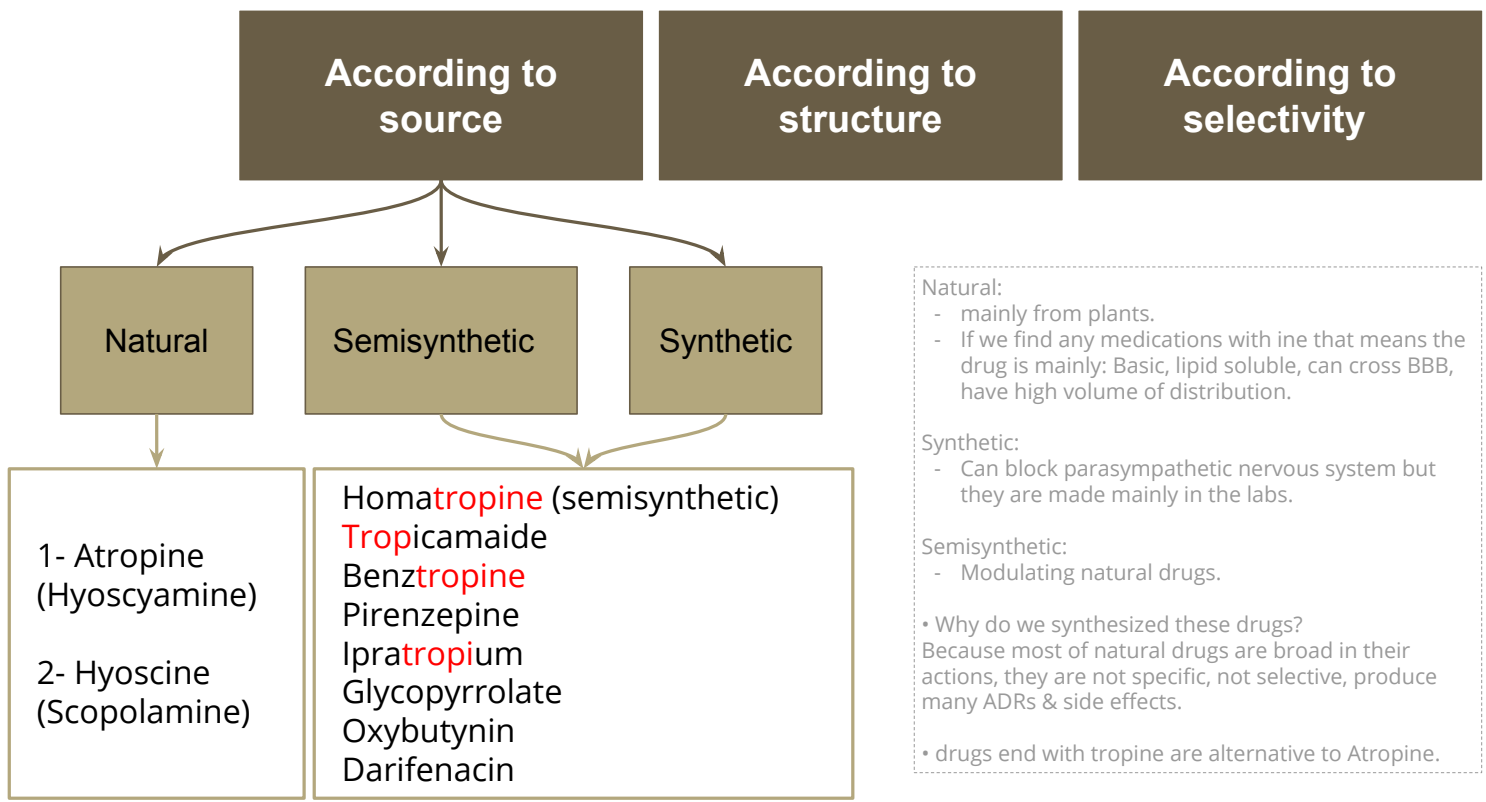 According to
source
According to
structure
According to
selectivity
Natural
Semisynthetic
Synthetic
1- Atropine
(Hyoscyamine)
2- Hyoscine
(Scopolamine)
Homatropine (semisynthetic)
Tropicamaide
Benztropine
Pirenzepine
Ipratropium
Glycopyrrolate
Oxybutynin
Darifenacin
Natural:
- mainly from plants.
- If we find any medications with ine that means the
drug is mainly: Basic, lipid soluble, can cross BBB,
have high volume of distribution.
Synthetic:
- Can block parasympathetic nervous system but
they are made mainly in the labs.
Semisynthetic:
- Modulating natural drugs.
• Why do we synthesized these drugs?
Because most of natural drugs are broad in their
actions, they are not specific, not selective, produce
many ADRs & side effects.
• drugs end with tropine are alternative to Atropine.